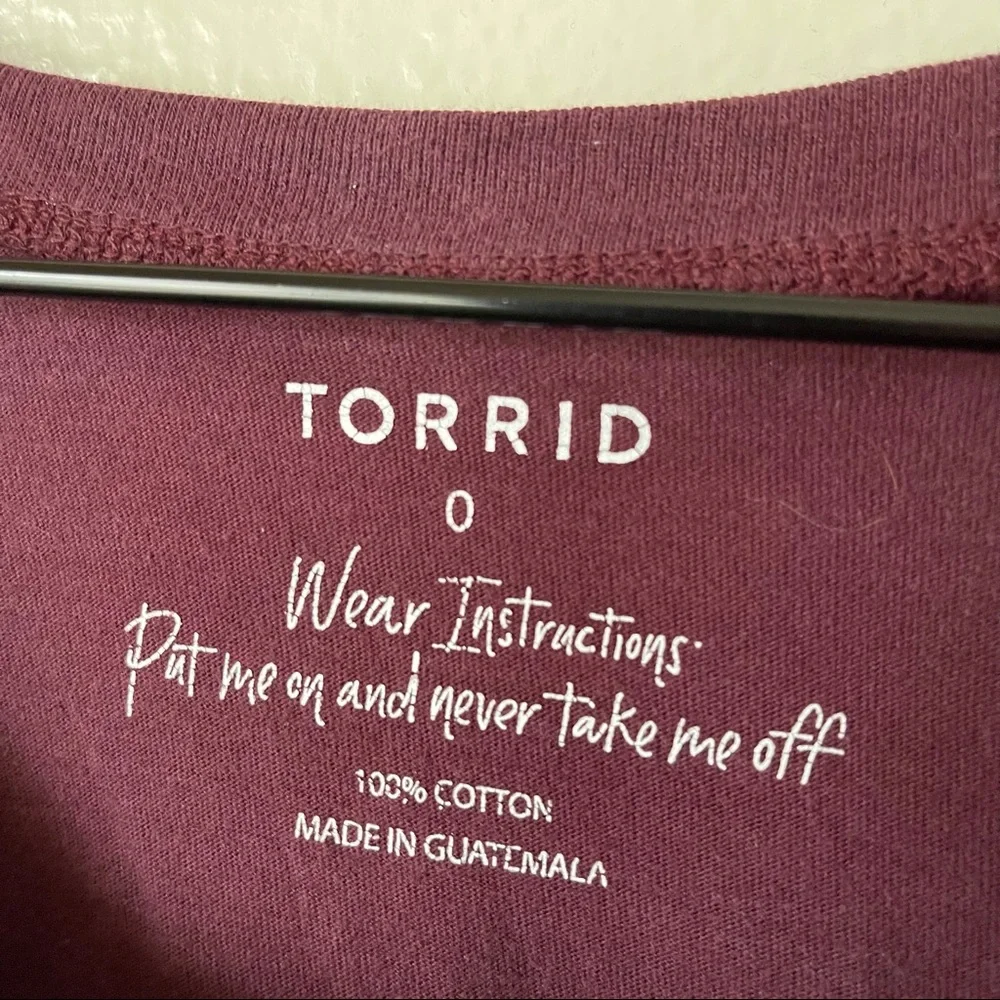 TORRID
0
Wear Instructions:
Put me on and never take me off
100% COTTON
MADE IN GUATEMALA